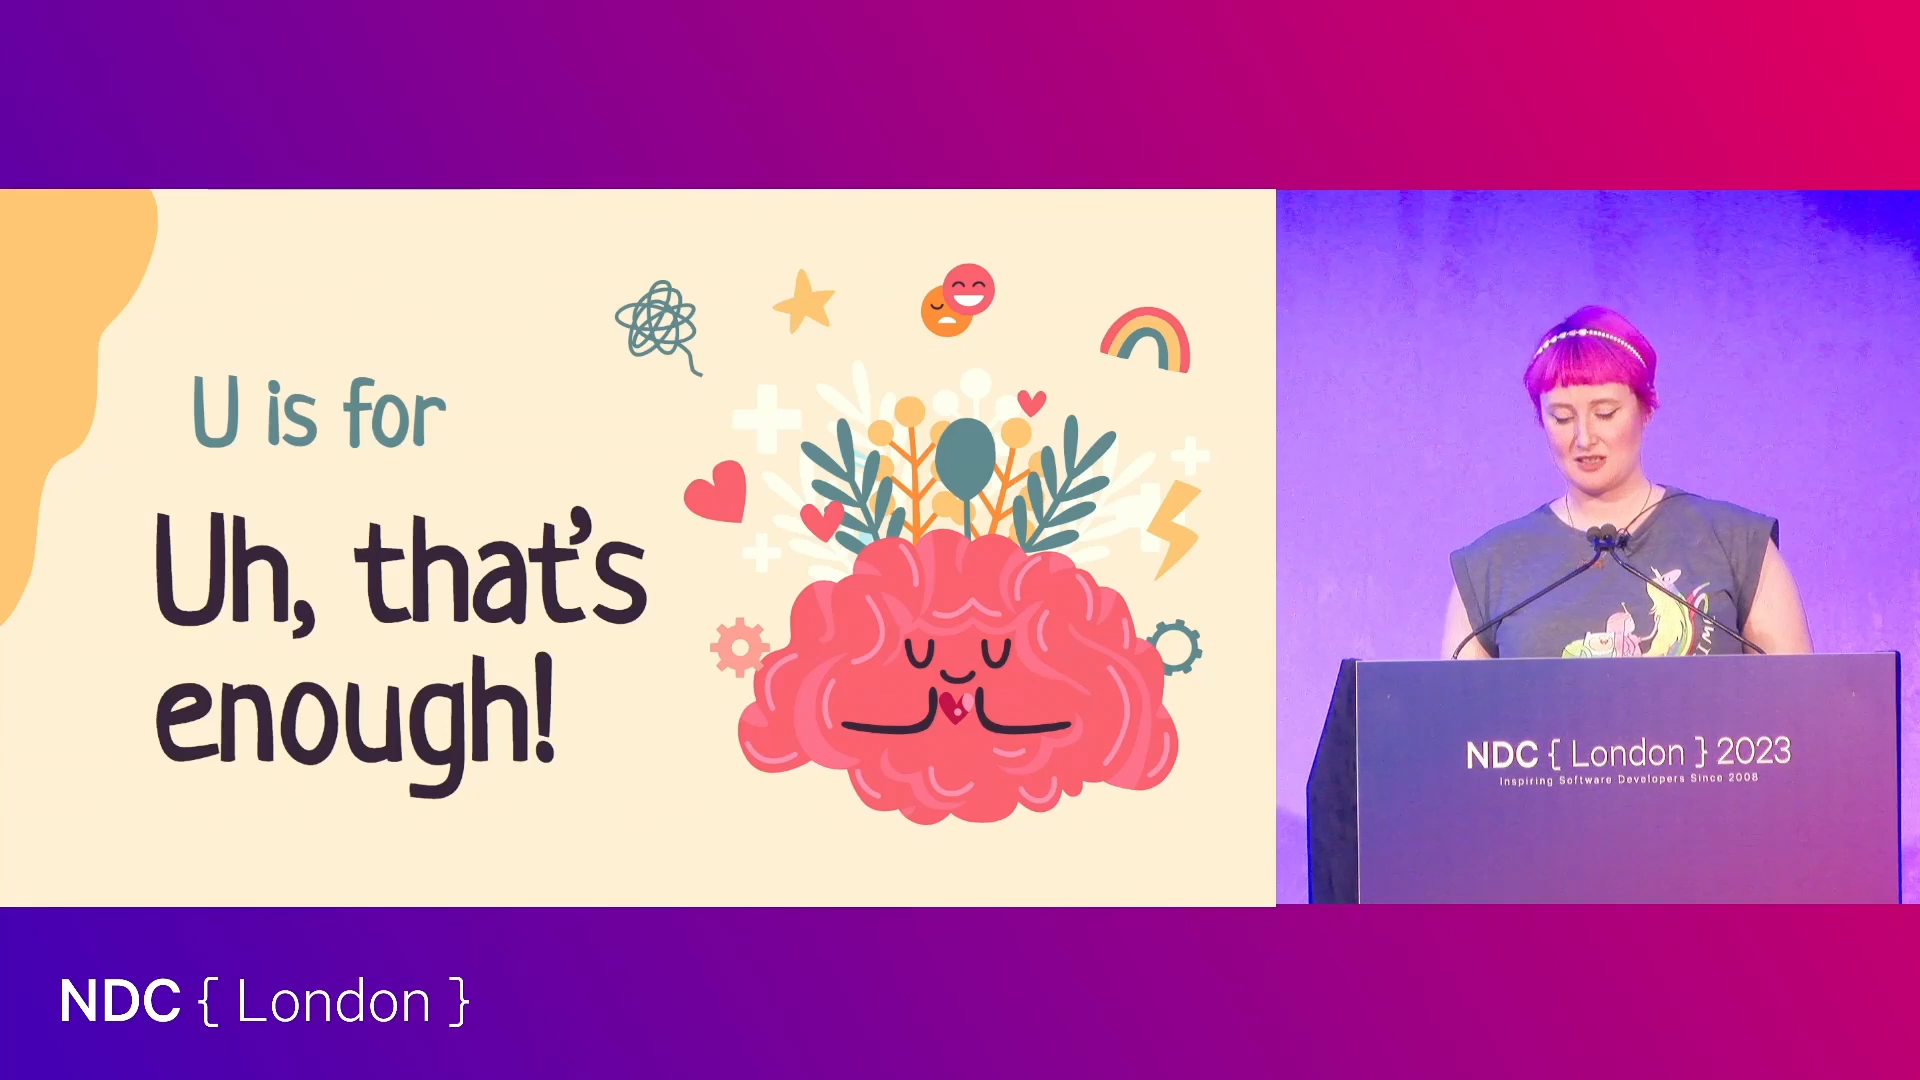 U is for
Uh, that's
enough!
NDC { London } 2023
Inspiring Software Developers Since 2008
NDC { London }